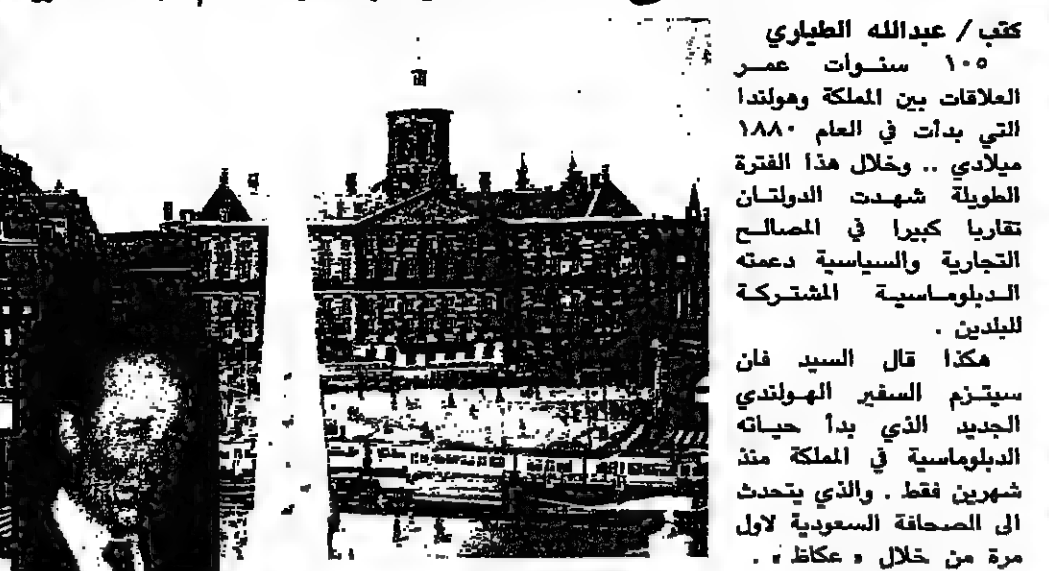 كتب / عبدالله الطياري
١٠٥ سنوات عمر
العلاقات بين المملكة وهولندا
التي بدأت في العام ١٨٨٠
ميلادي .. وخلال هذا الفترة
الطويلة شهدت الدولتان
تقاربا كبيرا في المصالح
التجارية والسياسية دعمته
الدبلوماسية المشتركة
للبلدين .
هكذا قال السيد فان
سيتزم السفير الهولندي
الجديد الذي بدأ حياته
الدبلوماسية في المملكة منذ
شهرين فقط . والذي يتحدث
الى الصحافة السعودية لاول
مرة من خلال « عكاظ » .